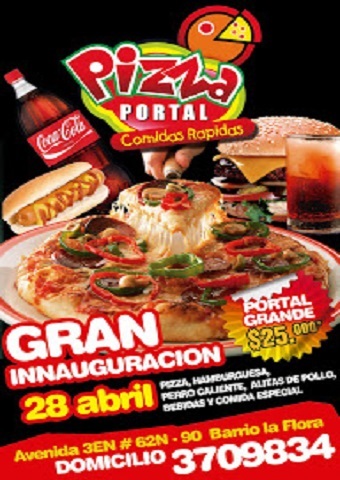 Pizza
PORTAL
Comidas Rapidas
Coca-Cola
PORTAL
GRANDE
$25.000
GRAN
INNAUGURACION
28 abril
PIZZA, HAMBURGUESA,
PERRO CALIENTE, ALITAS DE POLLO,
BEBIDAS Y COMIDA ESPECIAL
Avenida 3EN # 62N - 90 Barrio la Flora
DOMICILIO 3709834